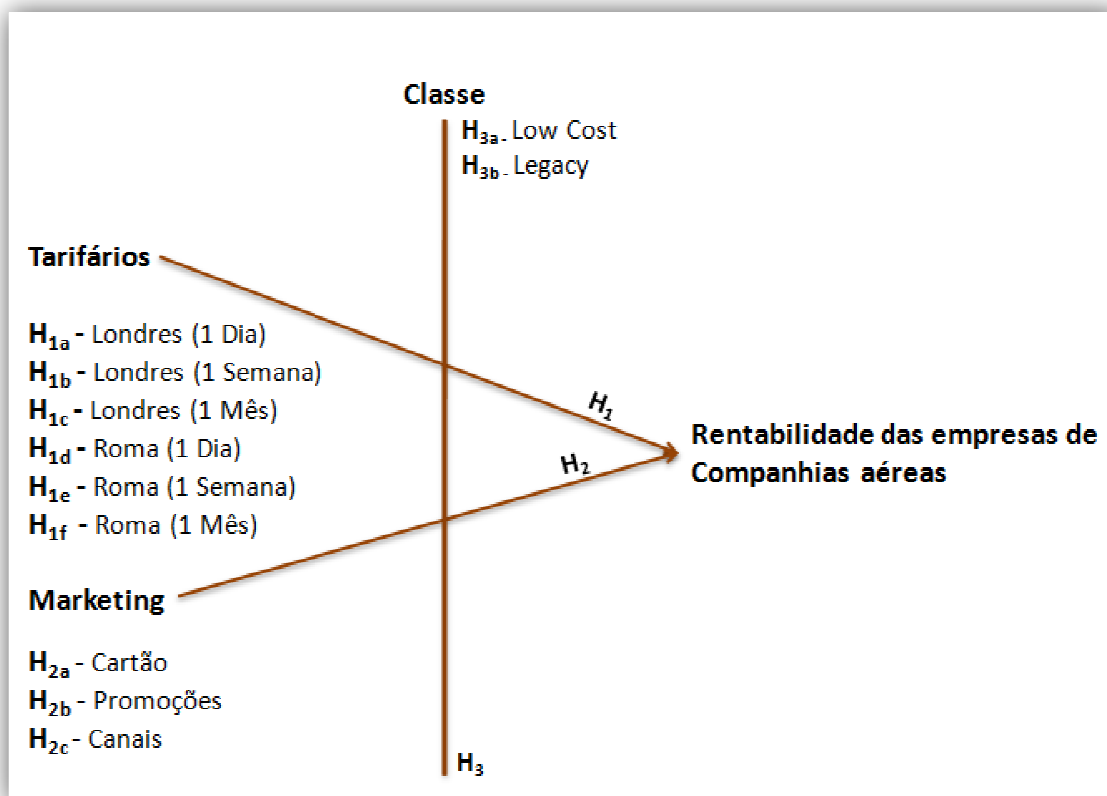 Classe
H3a- Low Cost
H3b- Legacy
Tarifários
H1a - Londres (1 Dia)
H1b - Londres (1 Semana)
H1c - Londres (1 Mês)
H1d - Roma (1 Dia)
H1e - Roma (1 Semana)
H1f - Roma (1 Mês)
H1
H2
Rentabilidade das empresas de
Companhias aéreas
Marketing
H2a - Cartão
H2b - Promoções
H2c - Canais
H3